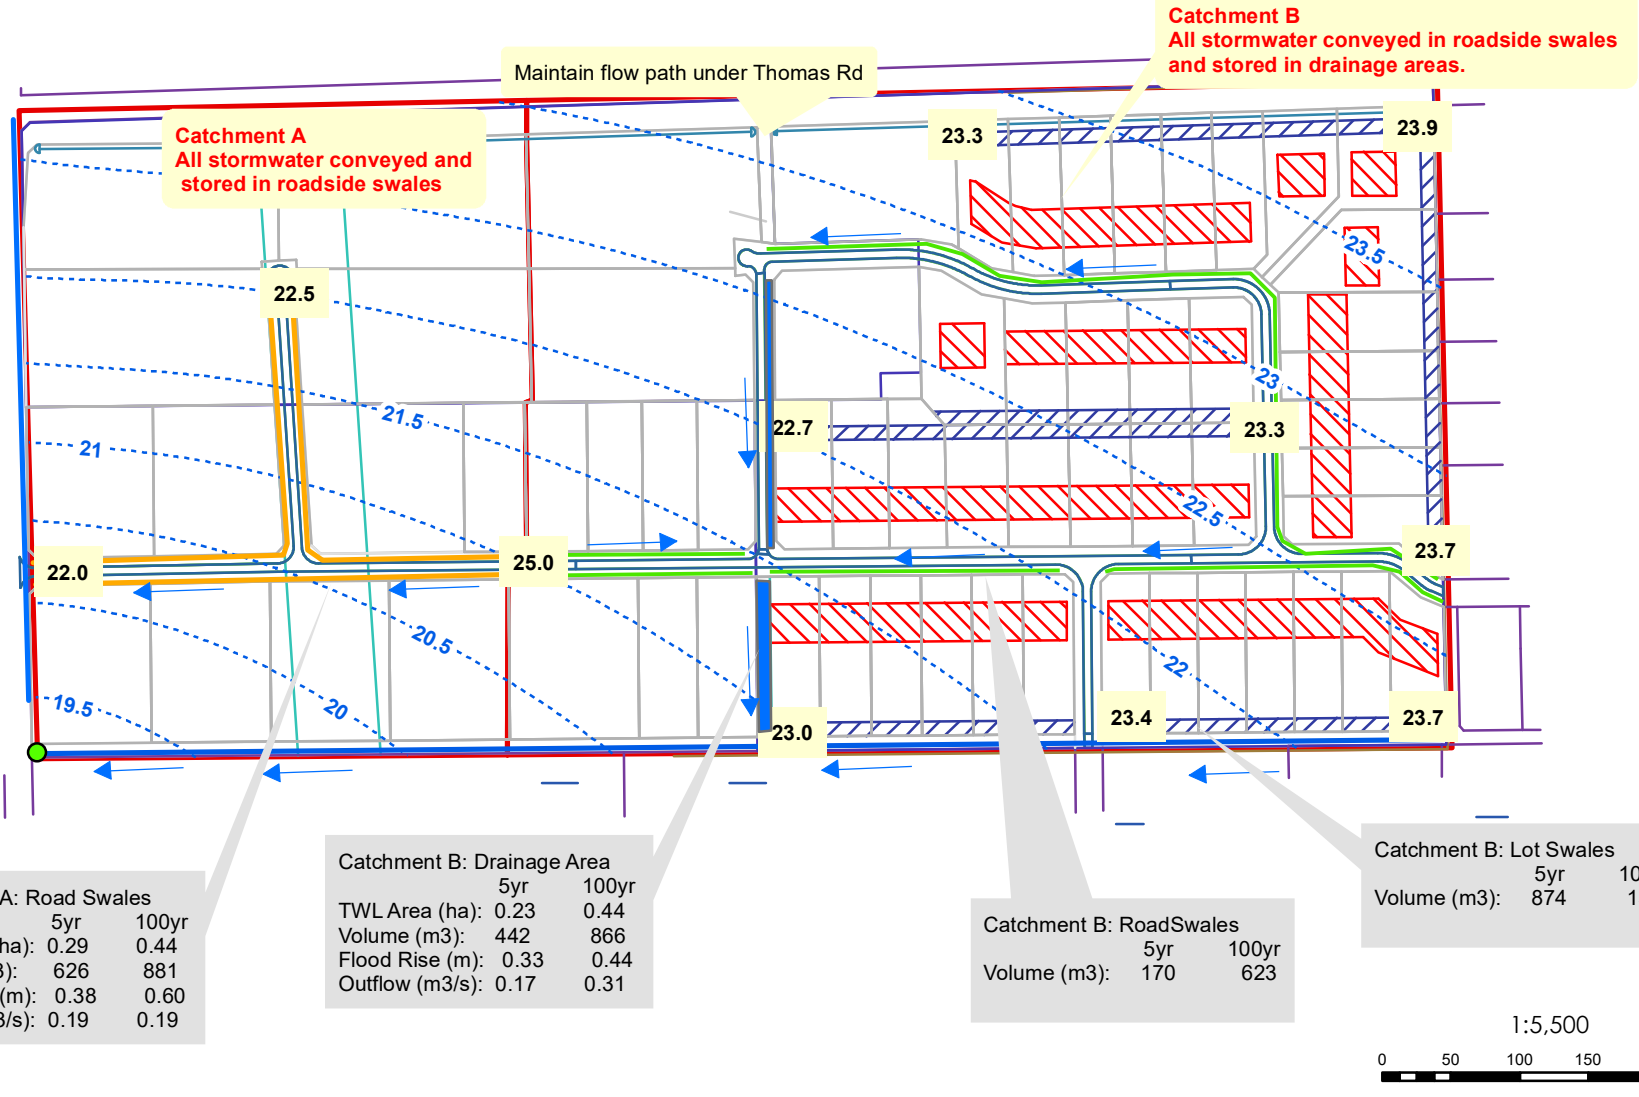 Catchment B
All stormwater conveyed in roadside swales
and stored in drainage areas.
Maintain flow path under Thomas Rd
Catchment A
All stormwater conveyed and
stored in roadside swales
23.3
23.9
23.5
22.5
23
21.5
22.7
23.3
21
22.5
22.0
25.0
23.7
20.5
22
19.5
20
23.0
23.4
23.7
A: Road Swales
5yr 100yr
ha): 0.29 0.44
3): 626 881
(m): 0.38 0.60
3/s): 0.19 0.19
Catchment B: Drainage Area
5yr 100yr
TWL Area (ha): 0.23 0.44
Volume (m3): 442 866
Flood Rise (m): 0.33 0.44
Outflow (m3/s): 0.17 0.31
Catchment B: RoadSwales
5yr 100yr
Volume (m3): 170 623
Catchment B: Lot Swales
5yr 10
Volume (m3): 874 1
1:5,500
0 50 100 150